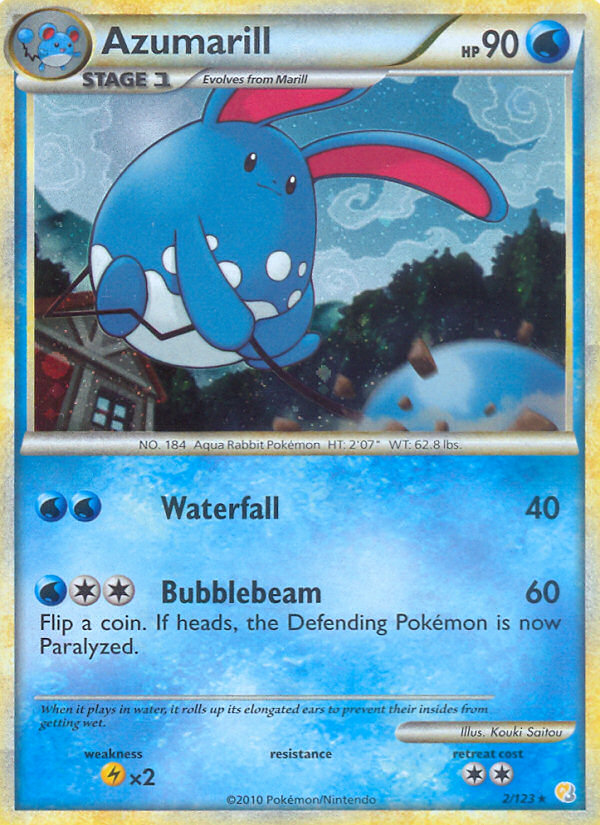 Azumarill
HP 90
STAGE 1
Evolves from Marill
NO. 184 Aqua Rabbit Pokémon HT: 2'07" WT: 62.8 lbs.
Waterfall 40
Bubblebeam 60
Flip a coin. If heads, the Defending Pokémon is now
Paralyzed.
When it plays in water, it rolls up its elongated ears to prevent their insides from
getting wet.
Illus. Kouki Saitou
weakness resistance retreat cost
×2
©2010 Pokémon/Nintendo 2/123 ★